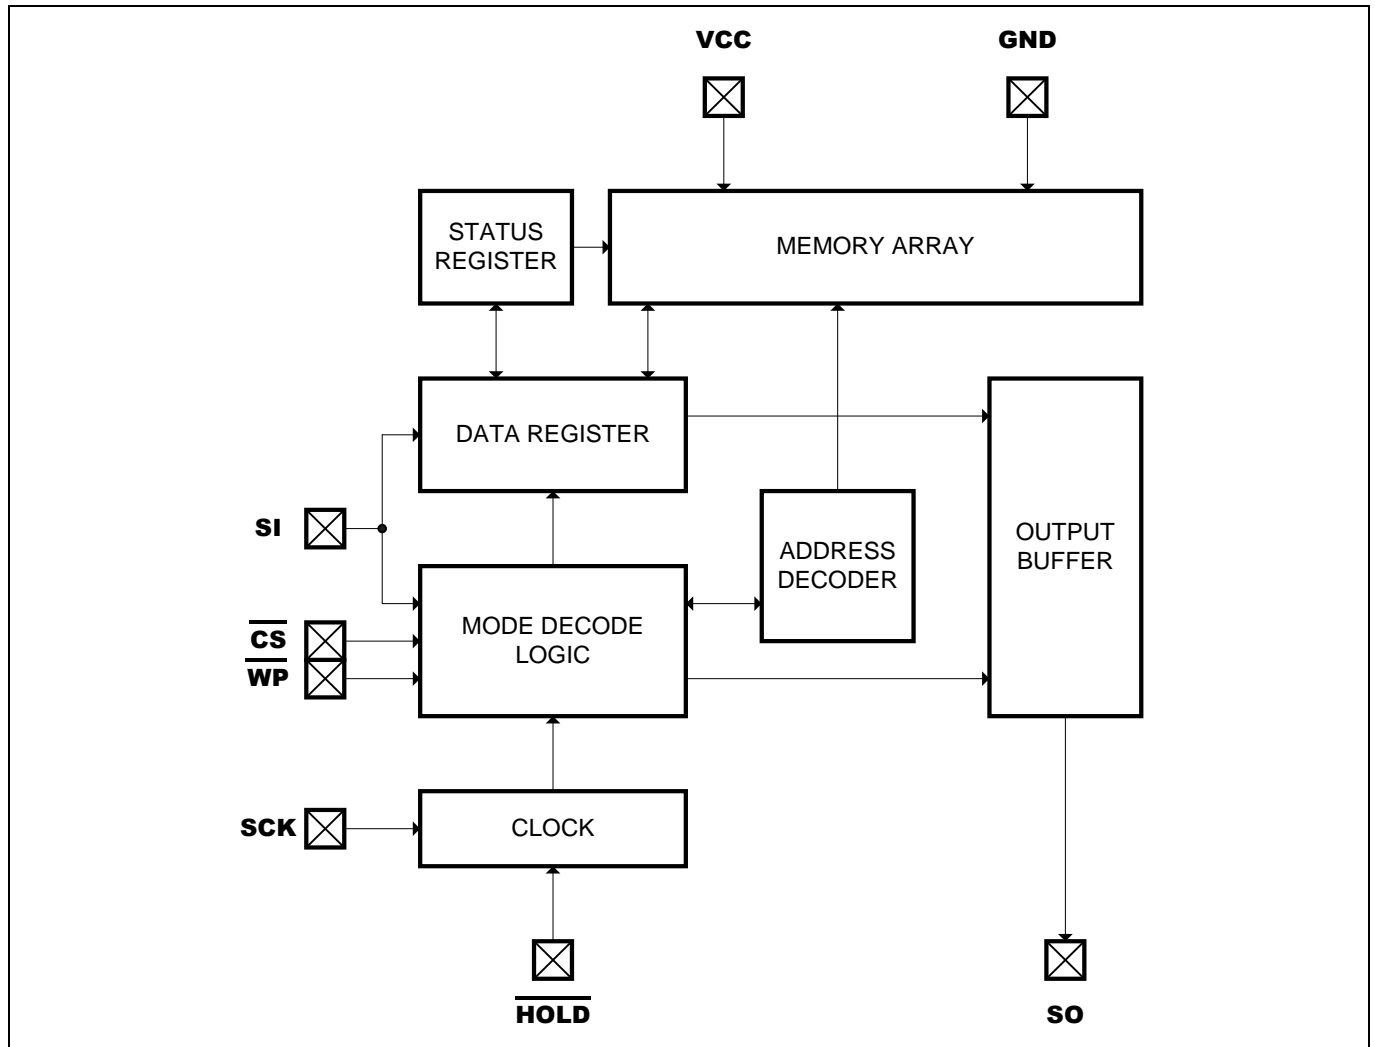 VCC
GND
STATUS
REGISTER
MEMORY ARRAY
DATA REGISTER
SI
ADDRESS
DECODER
OUTPUT
BUFFER
CS
WP
MODE DECODE
LOGIC
SCK
CLOCK
HOLD
SO